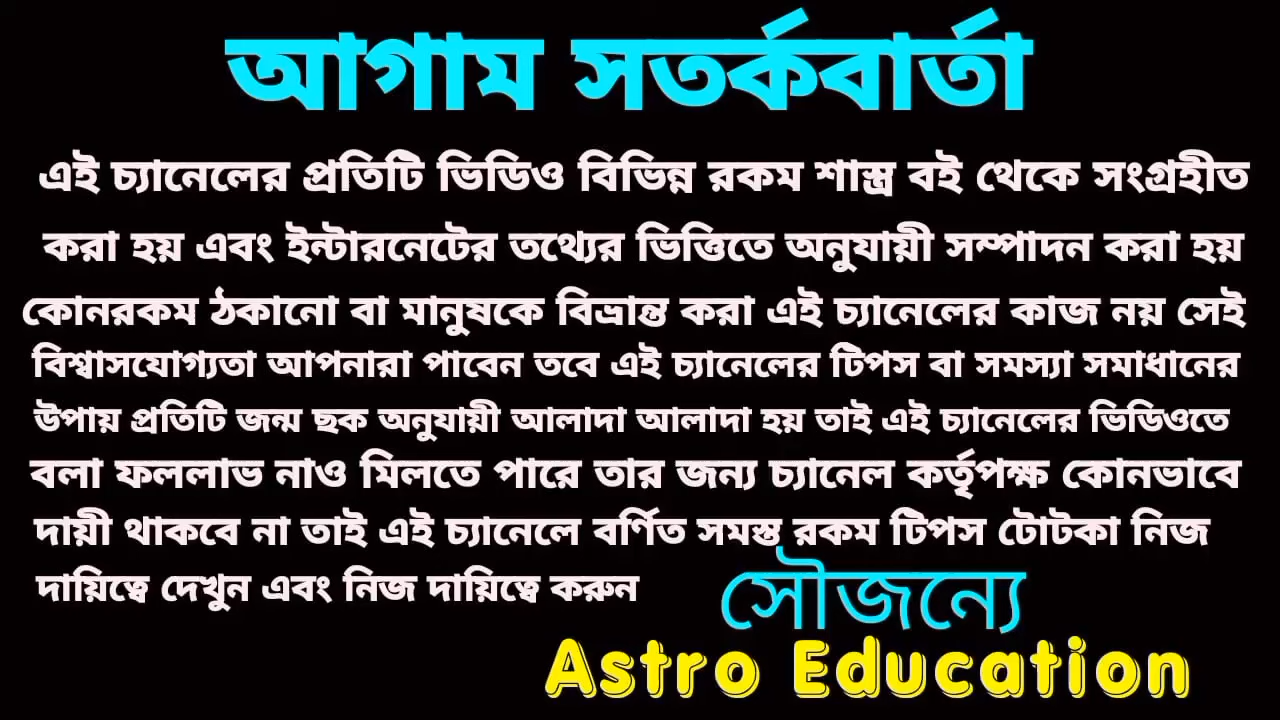 আগাম সতর্কবার্তা
এই চ্যানেলের প্রতিটি ভিডিও বিভিন্ন রকম শাস্ত্র বই থেকে সংগ্রহীত
করা হয় এবং ইন্টারনেটের তথ্যের ভিত্তিতে অনুযায়ী সম্পাদন করা হয়
কোনরকম ঠকানো বা মানুষকে বিভ্রান্ত করা এই চ্যানেলের কাজ নয় সেই
বিশ্বাসযোগ্যতা আপনারা পাবেন তবে এই চ্যানেলের টিপস বা সমস্যা সমাধানের
উপায় প্রতিটি জন্ম ছক অনুযায়ী আলাদা আলাদা হয় তাই এই চ্যানেলের ভিডিওতে
বলা ফললাভ নাও মিলতে পারে তার জন্য চ্যানেল কর্তৃপক্ষ কোনভাবে
দায়ী থাকবে না তাই এই চ্যানেলে বর্ণিত সমস্ত রকম টিপস টোটকা নিজ
দায়িত্বে দেখুন এবং নিজ দায়িত্বে করুন
সৌজন্যে
Astro Education